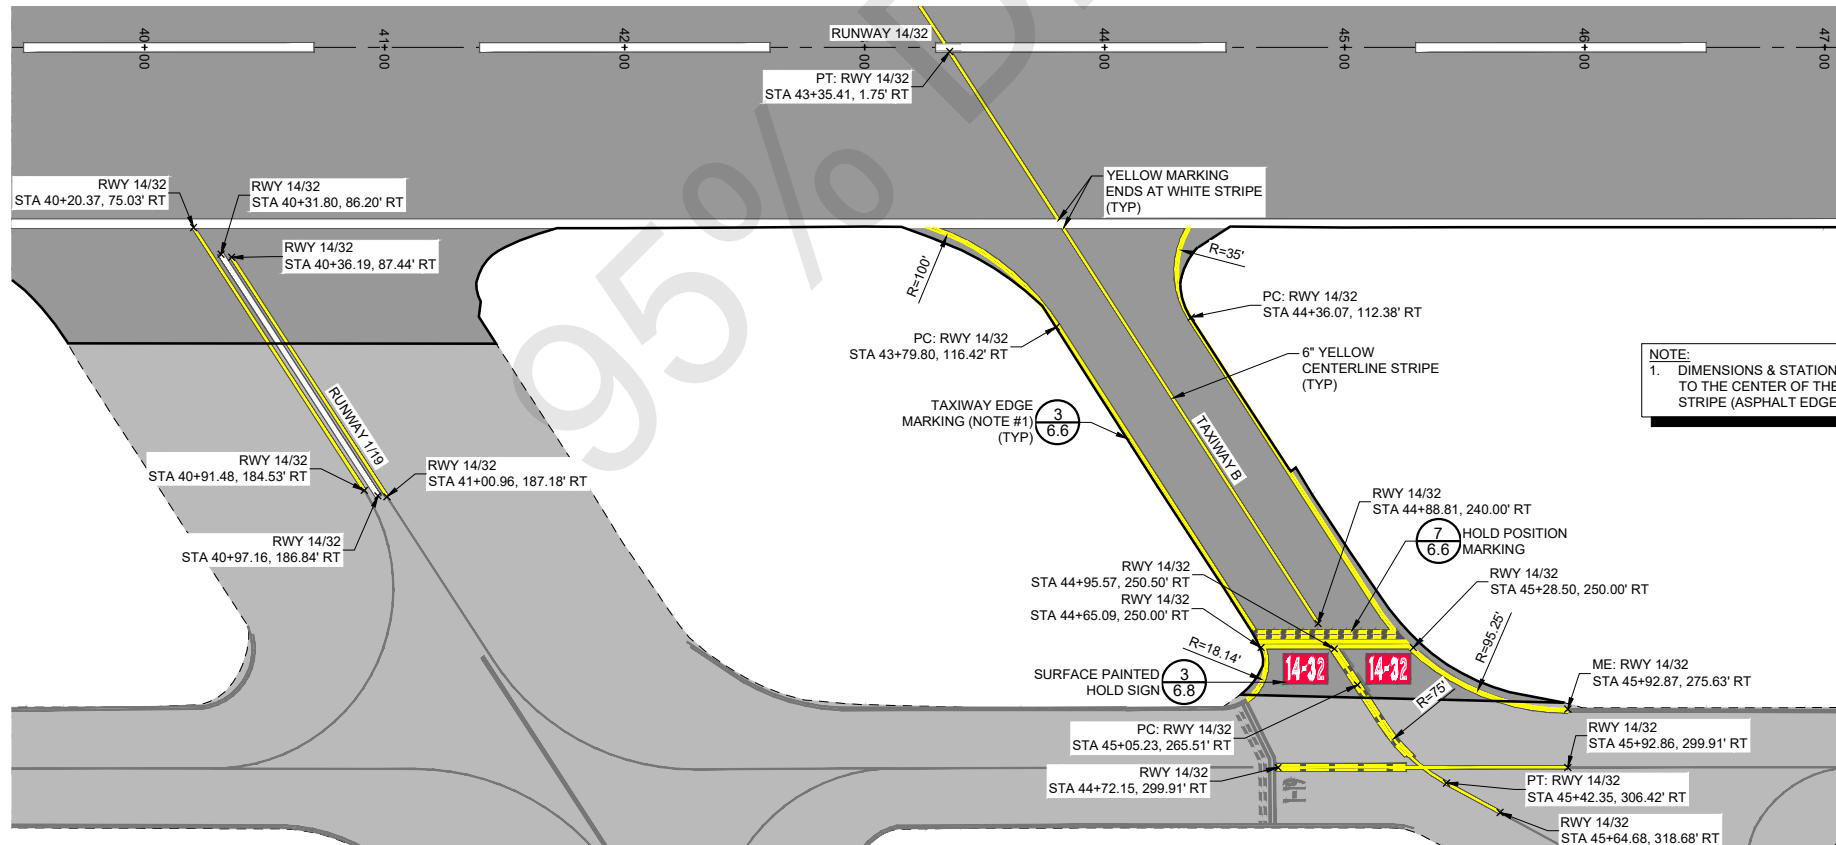 40+00
41+00
42+00
+00
44+00
45+00
46+00
47+00
RUNWAY 14/32
PT: RWY 14/32
STA 43+35.41, 1.75' RT
95% D
RWY 14/32
STA 40+20.37, 75.03' RT
RWY 14/32
STA 40+31.80, 86.20' RT
RWY 14/32
STA 40+36.19, 87.44' RT
YELLOW MARKING
ENDS AT WHITE STRIPE
(TYP)
R=100'
R=35'
PC: RWY 14/32
STA 44+36.07, 112.38' RT
PC: RWY 14/32
STA 43+79.80, 116.42' RT
6" YELLOW
CENTERLINE STRIPE
(TYP)
NOTE:
1. DIMENSIONS & STATION
TO THE CENTER OF THE
STRIPE (ASPHALT EDGE
TAXIWAY EDGE
MARKING (NOTE #1)
(TYP)
3
6.6
RUNWAY 1/19
TAXIWAY B
RWY 14/32
STA 40+91.48, 184.53' RT
RWY 14/32
STA 41+00.96, 187.18' RT
RWY 14/32
STA 40+97.16, 186.84' RT
RWY 14/32
STA 44+88.81, 240.00' RT
7
6.6
HOLD POSITION
MARKING
RWY 14/32
STA 44+95.57, 250.50' RT
RWY 14/32
STA 44+65.09, 250.00' RT
RWY 14/32
STA 45+28.50, 250.00' RT
R=18.14'
R=95.25'
14-32
14-32
SURFACE PAINTED
HOLD SIGN
3
6.8
R=75'
ME: RWY 14/32
STA 45+92.87, 275.63' RT
PC: RWY 14/32
STA 45+05.23, 265.51' RT
RWY 14/32
STA 45+92.86, 299.91' RT
RWY 14/32
STA 44+72.15, 299.91' RT
PT: RWY 14/32
STA 45+42.35, 306.42' RT
RWY 14/32
STA 45+64.68, 318.68' RT